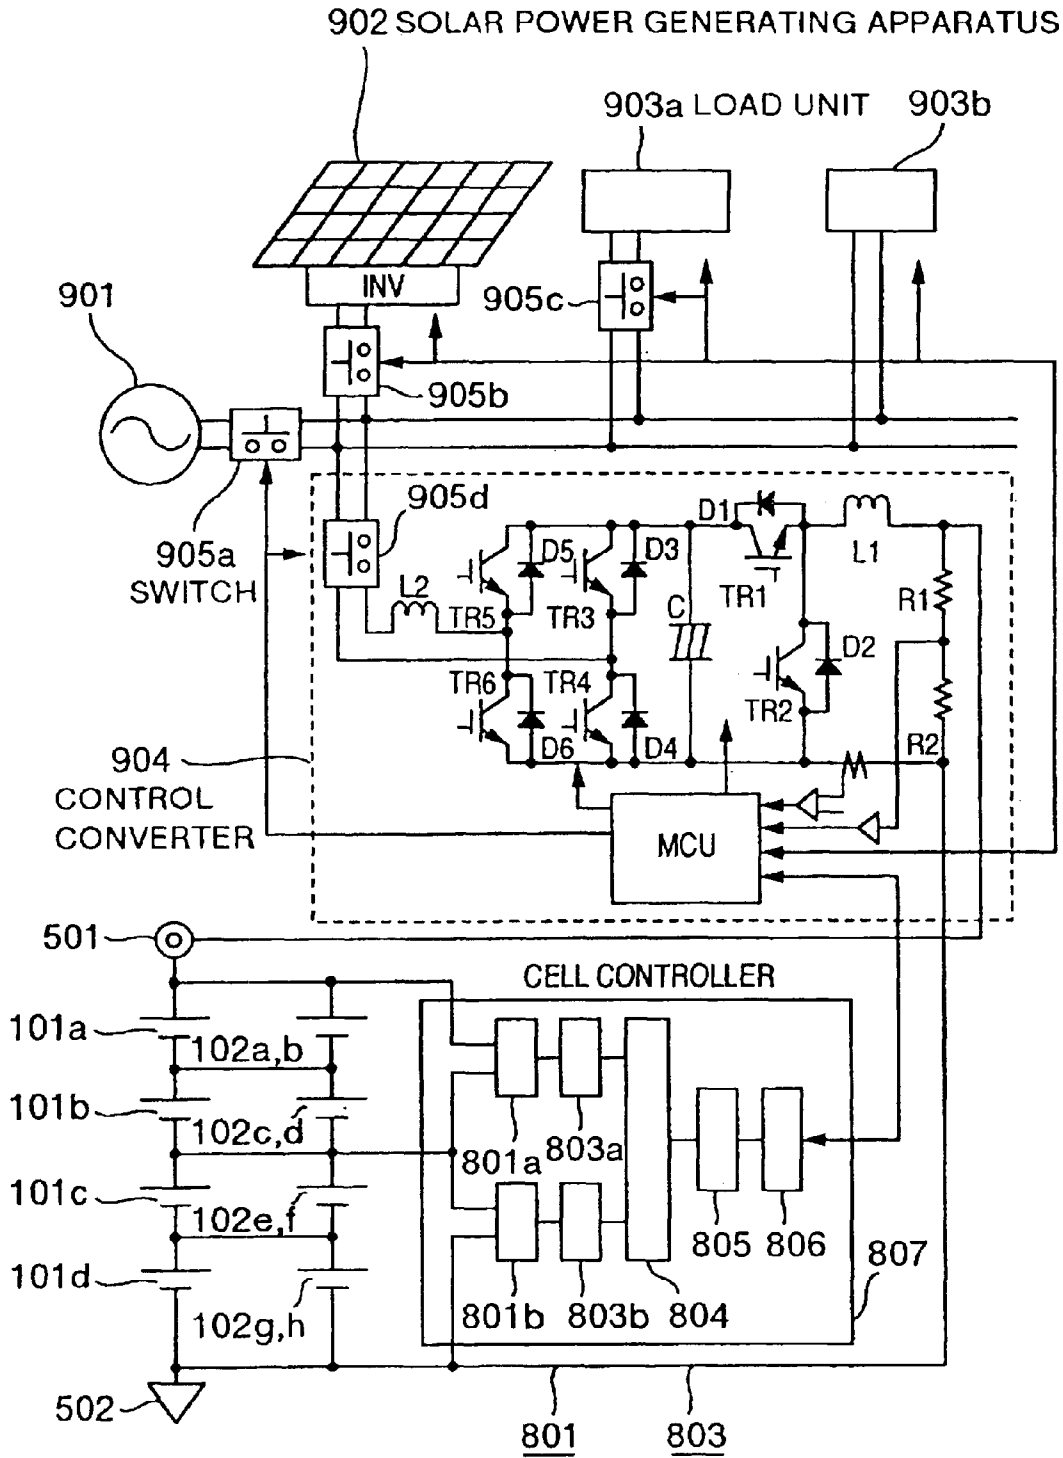 902 SOLAR POWER GENERATING APPARATUS
903a LOAD UNIT
903b
INV
901
905c
905b
905d
905a
SWITCH
L2
TR5
D5
TR3
D3
C
D1
TR1
L1
R1
TR6
TR4
D6
D4
TR2
D2
R2
904
CONTROL
CONVERTER
MCU
501
CELL CONTROLLER
101a
102a,b
101b
102c,d
101c
102e,f
101d
102g,h
801a
803a
801b
803b
804
805
806
807
502
801
803